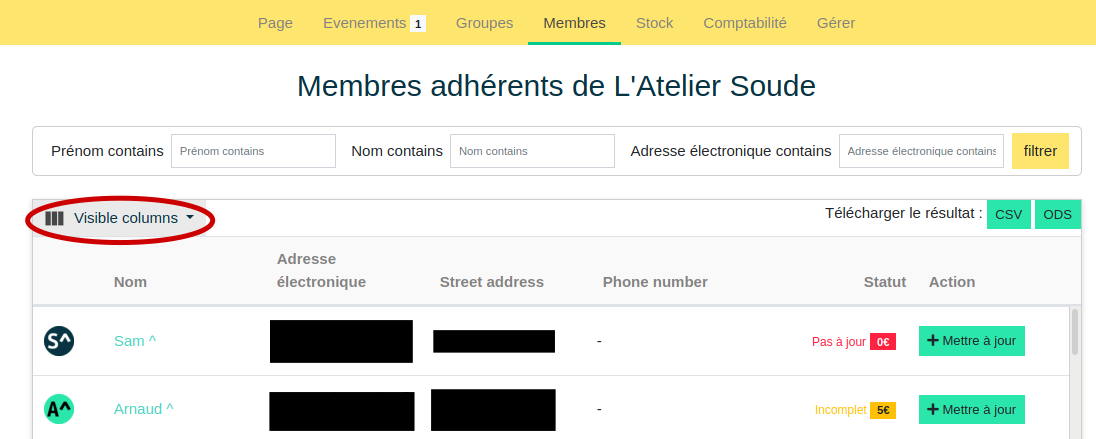 Page Evenements 1 Groupes Membres Stock Comptabilité Gérer
Membres adhérents de L'Atelier Soude
Prénom contains Prénom contains Nom contains Nom contains Adresse électronique contains Adresse électronique contains filtrer
Visible columns Télécharger le résultat : CSV ODS
Nom Adresse électronique Street address Phone number Statut Action
S^ Sam ^ - Pas à jour 0€ + Mettre à jour
A^ Arnaud ^ - Incomplet 5€ + Mettre à jour